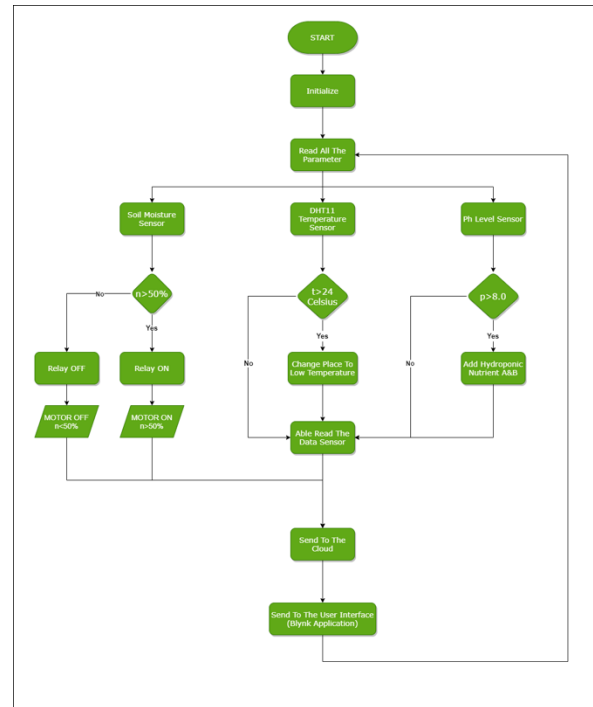 START
Initialize
Read All The
Parameter
Soil Moisture
Sensor
DHT11
Temperature
Sensor
Ph Level Sensor
n>50%
t>24
Celsius
p>8.0
No
Yes
Yes
Yes
No
No
Relay OFF
Relay ON
Change Place To
Low Temperature
Add Hydroponic
Nutrient A&B
MOTOR OFF
n<50%
MOTOR ON
n>50%
Able Read The
Data Sensor
Send To The
Cloud
Send To The User Interface
(Blynk Application)